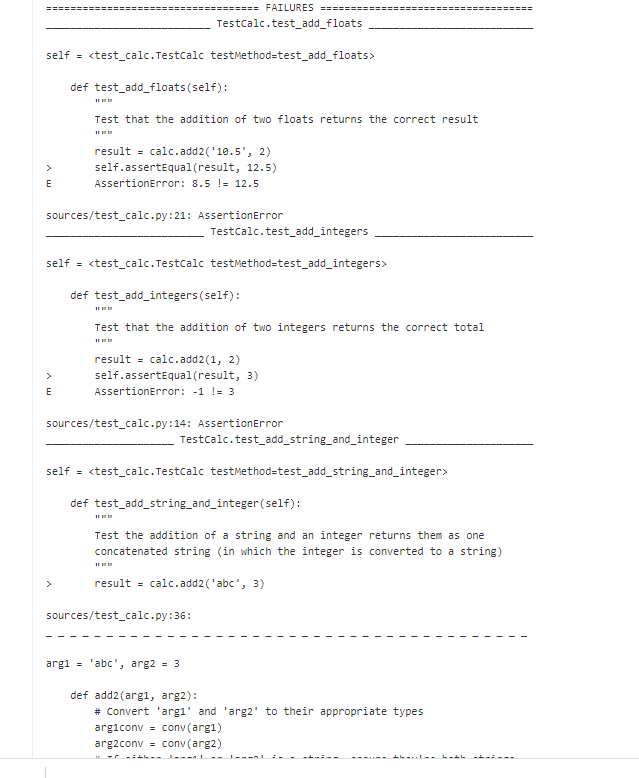 =================================== FAILURES ===================================
___________________________ TestCalc.test_add_floats ___________________________
self = <test_calc.TestCalc testMethod=test_add_floats>
def test_add_floats(self):
"""
Test that the addition of two floats returns the correct result
"""
result = calc.add2('10.5', 2)
> self.assertEqual(result, 12.5)
E AssertionError: 8.5 != 12.5
sources/test_calc.py:21: AssertionError
__________________________ TestCalc.test_add_integers __________________________
self = <test_calc.TestCalc testMethod=test_add_integers>
def test_add_integers(self):
"""
Test that the addition of two integers returns the correct total
"""
result = calc.add2(1, 2)
> self.assertEqual(result, 3)
E AssertionError: -1 != 3
sources/test_calc.py:14: AssertionError
_____________________ TestCalc.test_add_string_and_integer _____________________
self = <test_calc.TestCalc testMethod=test_add_string_and_integer>
def test_add_string_and_integer(self):
"""
Test the addition of a string and an integer returns them as one
concatenated string (in which the integer is converted to a string)
"""
> result = calc.add2('abc', 3)
sources/test_calc.py:36:
_ _ _ _ _ _ _ _ _ _ _ _ _ _ _ _ _ _ _ _ _ _ _ _ _ _ _ _ _ _ _ _ _ _ _ _ _ _ _ _
arg1 = 'abc', arg2 = 3
def add2(arg1, arg2):
# Convert 'arg1' and 'arg2' to their appropriate types
arg1conv = conv(arg1)
arg2conv = conv(arg2)